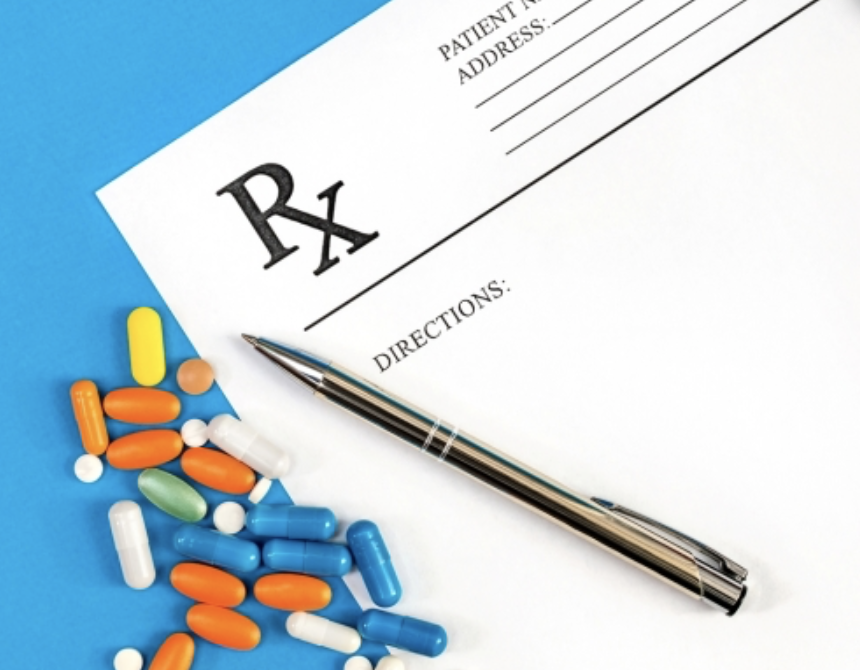 PATIENT
ADDRESS:
Rx
DIRECTIONS: